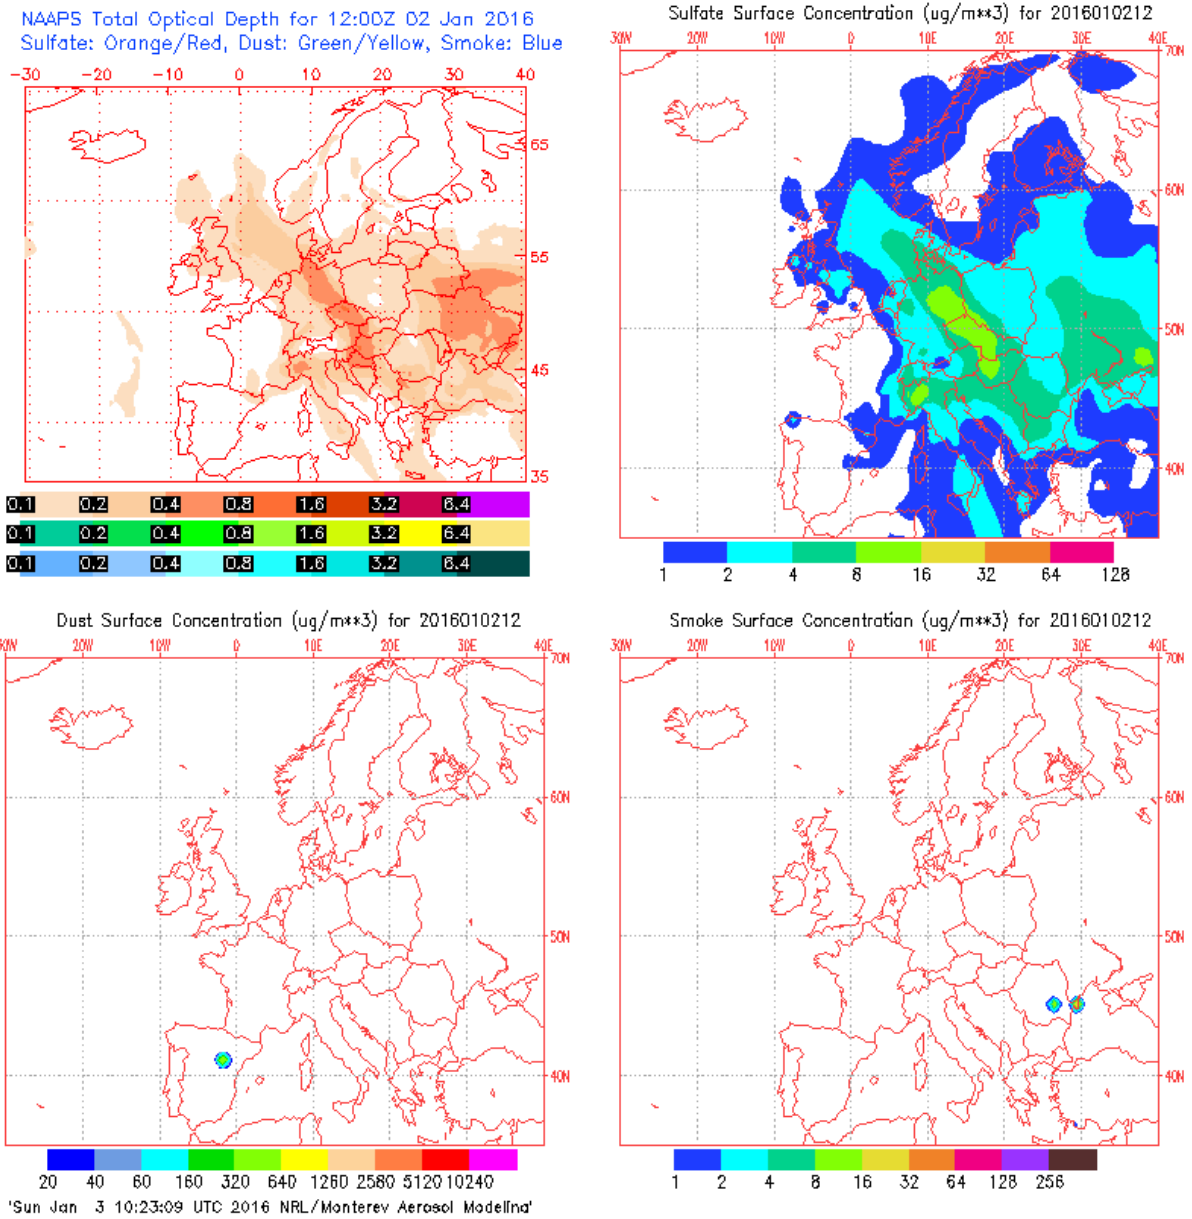 NAAPS Total Optical Depth for 12:00Z 02 Jan 2016
Sulfate: Orange/Red, Dust: Green/Yellow, Smoke: Blue
-30 -20 -10 0 10 20 30 40
65
55
45
35
0.1 0.2 0.4 0.8 1.6 3.2 6.4
0.1 0.2 0.4 0.8 1.6 3.2 6.4
0.1 0.2 0.4 0.8 1.6 3.2 6.4
Sulfate Surface Concentration (ug/m**3) for 2016010212
30W 20W 10W 0 10E 20E 30E 40E
70N
60N
50N
40N
1 2 4 8 16 32 64 128
Dust Surface Concentration (ug/m**3) for 2016010212
30W 20W 10W 0 10E 20E 30E 40E
70N
60N
50N
40N
20 40 60 160 320 640 1260 2580 5120 10240
'Sun Jan 3 10:23:09 UTC 2016 NRL/Monterey Aerosol Modeling'
Smoke Surface Concentration (ug/m**3) for 2016010212
30W 20W 10W 0 10E 20E 30E 40E
70N
60N
50N
40N
1 2 4 8 16 32 64 128 256